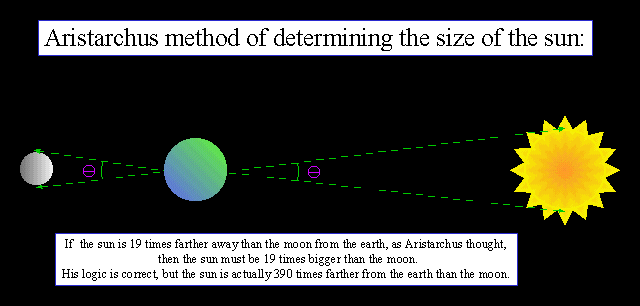 Aristarchus method of determining the size of the sun:
Θ Θ
If the sun is 19 times farther away than the moon from the earth, as Aristarchus thought,
then the sun must be 19 times bigger than the moon.
His logic is correct, but the sun is actually 390 times farther from the earth than the moon.